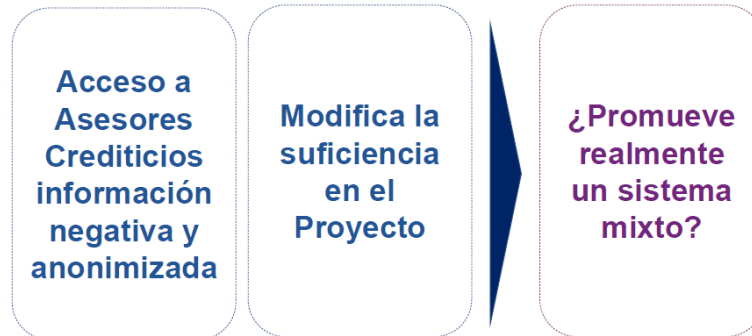 Acceso a
Asesores
Crediticios
información
negativa y
anonimizada
Modifica la
suficiencia
en el
Proyecto
¿Promueve
realmente
un sistema
mixto?